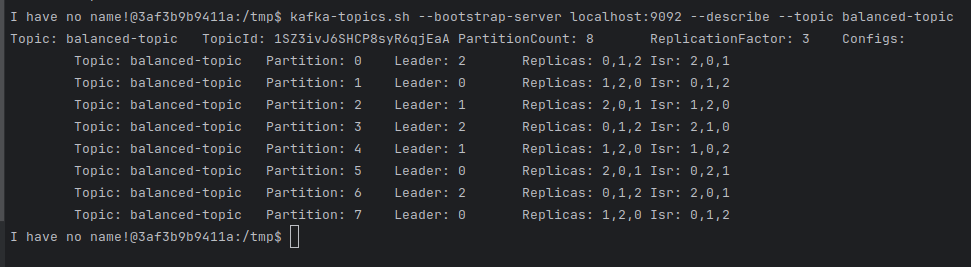 I have no name!@3af3b9b9411a:/tmp$ kafka-topics.sh --bootstrap-server localhost:9092 --describe --topic balanced-topic
Topic: balanced-topic TopicId: 1SZ3ivJ6SHCP8syR6qjEaA PartitionCount: 8 ReplicationFactor: 3 Configs:
Topic: balanced-topic Partition: 0 Leader: 2 Replicas: 0,1,2 Isr: 2,0,1
Topic: balanced-topic Partition: 1 Leader: 0 Replicas: 1,2,0 Isr: 0,1,2
Topic: balanced-topic Partition: 2 Leader: 1 Replicas: 2,0,1 Isr: 1,2,0
Topic: balanced-topic Partition: 3 Leader: 2 Replicas: 0,1,2 Isr: 2,1,0
Topic: balanced-topic Partition: 4 Leader: 1 Replicas: 1,2,0 Isr: 1,0,2
Topic: balanced-topic Partition: 5 Leader: 0 Replicas: 2,0,1 Isr: 0,2,1
Topic: balanced-topic Partition: 6 Leader: 2 Replicas: 0,1,2 Isr: 2,0,1
Topic: balanced-topic Partition: 7 Leader: 0 Replicas: 1,2,0 Isr: 0,1,2
I have no name!@3af3b9b9411a:/tmp$